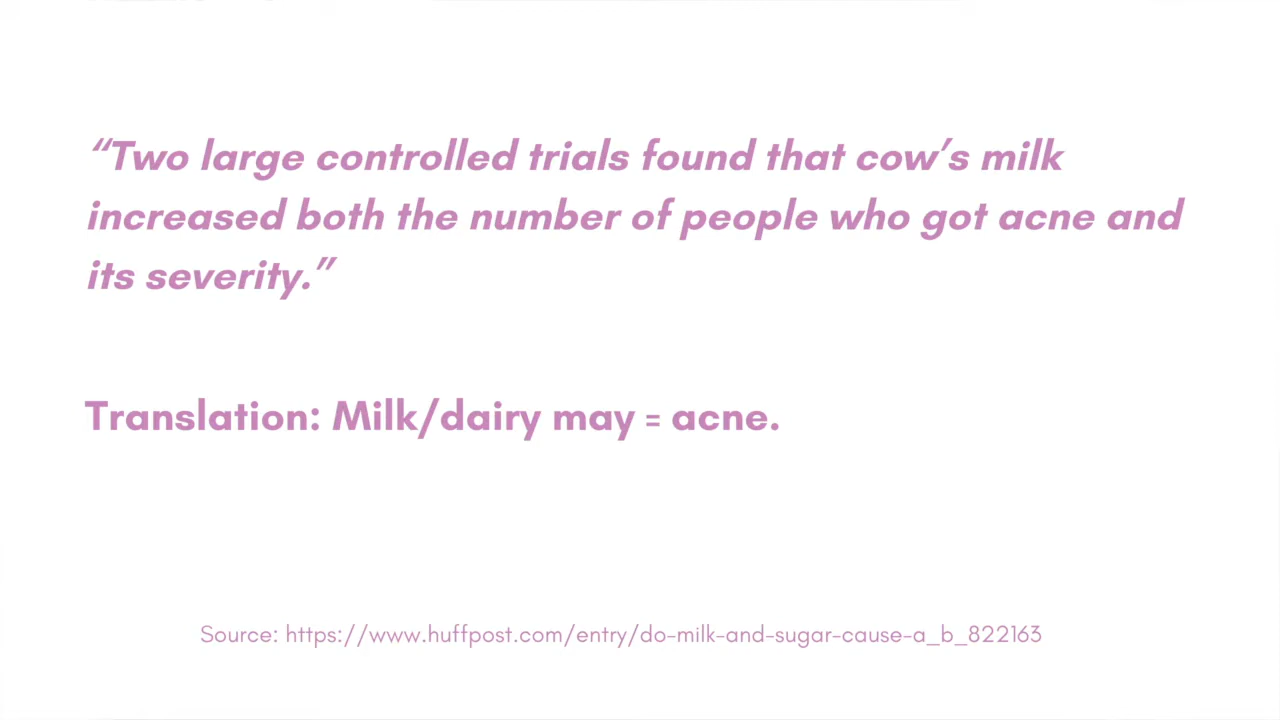 “Two large controlled trials found that cow’s milk
increased both the number of people who got acne and
its severity.”
Translation: Milk/dairy may = acne.
Source: https://www.huffpost.com/entry/do-milk-and-sugar-cause-a_b_822163